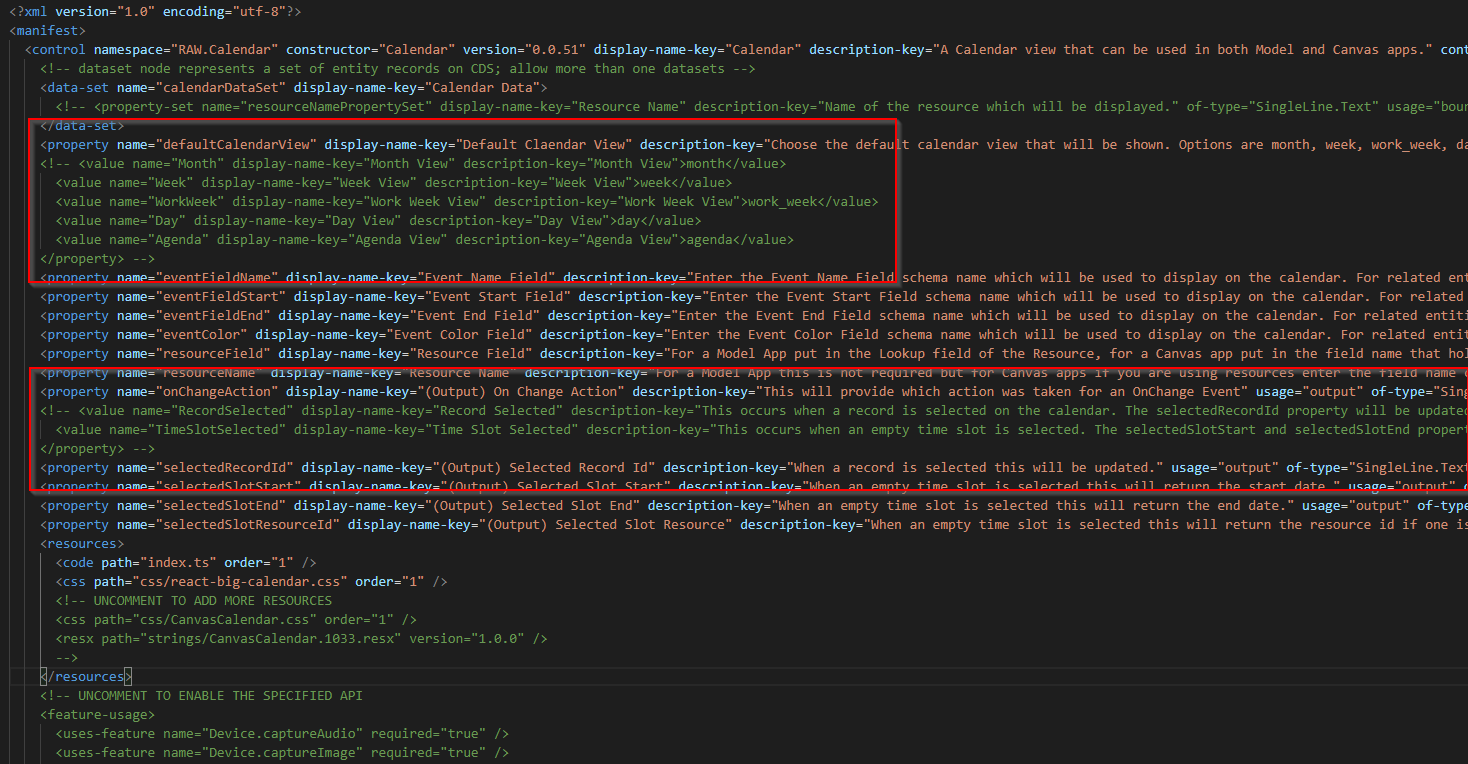 <?xml version="1.0" encoding="utf-8"?>
<manifest>
<control namespace="RAW.Calendar" constructor="Calendar" version="0.0.51" display-name-key="Calendar" description-key="A Calendar view that can be used in both Model and Canvas apps." cont
<!-- dataset node represents a set of entity records on CDS; allow more than one datasets -->
<data-set name="calendarDataSet" display-name-key="Calendar Data">
<!-- <property-set name="resourceNamePropertySet" display-name-key="Resource Name" description-key="Name of the resource which will be displayed." of-type="SingleLine.Text" usage="bou
</data-set>
<property name="defaultCalendarView" display-name-key="Default Claendar View" description-key="Choose the default calendar view that will be shown. Options are month, week, work_week, da
<!-- <value name="Month" display-name-key="Month View" description-key="Month View">month</value>
<value name="Week" display-name-key="Week View" description-key="Week View">week</value>
<value name="WorkWeek" display-name-key="Work Week View" description-key="Work Week View">work_week</value>
<value name="Day" display-name-key="Day View" description-key="Day View">day</value>
<value name="Agenda" display-name-key="Agenda View" description-key="Agenda View">agenda</value>
</property> -->
<property name="eventFieldName" display-name-key="Event Name Field" description-key="Enter the Event Name Field schema name which will be used to display on the calendar. For related ent
<property name="eventFieldStart" display-name-key="Event Start Field" description-key="Enter the Event Start Field schema name which will be used to display on the calendar. For related
<property name="eventFieldEnd" display-name-key="Event End Field" description-key="Enter the Event End Field schema name which will be used to display on the calendar. For related entiti
<property name="eventColor" display-name-key="Event Color Field" description-key="Enter the Event Color Field schema name which will be used to display on the calendar. For related entit
<property name="resourceField" display-name-key="Resource Field" description-key="For a Model App put in the Lookup field of the Resource, for a Canvas app put in the field name that hol
<property name="resourceName" display-name-key="Resource Name" description-key="For a Model App this is not required but for Canvas apps if you are using resources enter the field name
<property name="onChangeAction" display-name-key="(Output) On Change Action" description-key="This will provide which action was taken for an OnChange Event" usage="output" of-type="Sing
<!-- <value name="RecordSelected" display-name-key="Record Selected" description-key="This occurs when a record is selected on the calendar. The selectedRecordId property will be updated
<value name="TimeSlotSelected" display-name-key="Time Slot Selected" description-key="This occurs when an empty time slot is selected. The selectedSlotStart and selectedSlotEnd propert
</property> -->
<property name="selectedRecordId" display-name-key="(Output) Selected Record Id" description-key="When a record is selected this will be updated." usage="output" of-type="SingleLine.Text
<property name="selectedSlotStart" display-name-key="(Output) Selected Slot Start" description-key="When an empty time slot is selected this will return the start date." usage="output" o
<property name="selectedSlotEnd" display-name-key="(Output) Selected Slot End" description-key="When an empty time slot is selected this will return the end date." usage="output" of-type
<property name="selectedSlotResourceId" display-name-key="(Output) Selected Slot Resource" description-key="When an empty time slot is selected this will return the resource id if one is
<resources>
<code path="index.ts" order="1" />
<css path="css/react-big-calendar.css" order="1" />
<!-- UNCOMMENT TO ADD MORE RESOURCES
<css path="css/CanvasCalendar.css" order="1" />
<resx path="strings/CanvasCalendar.1033.resx" version="1.0.0" />
-->
</resources>
<!-- UNCOMMENT TO ENABLE THE SPECIFIED API
<feature-usage>
<uses-feature name="Device.captureAudio" required="true" />
<uses-feature name="Device.captureImage" required="true" />